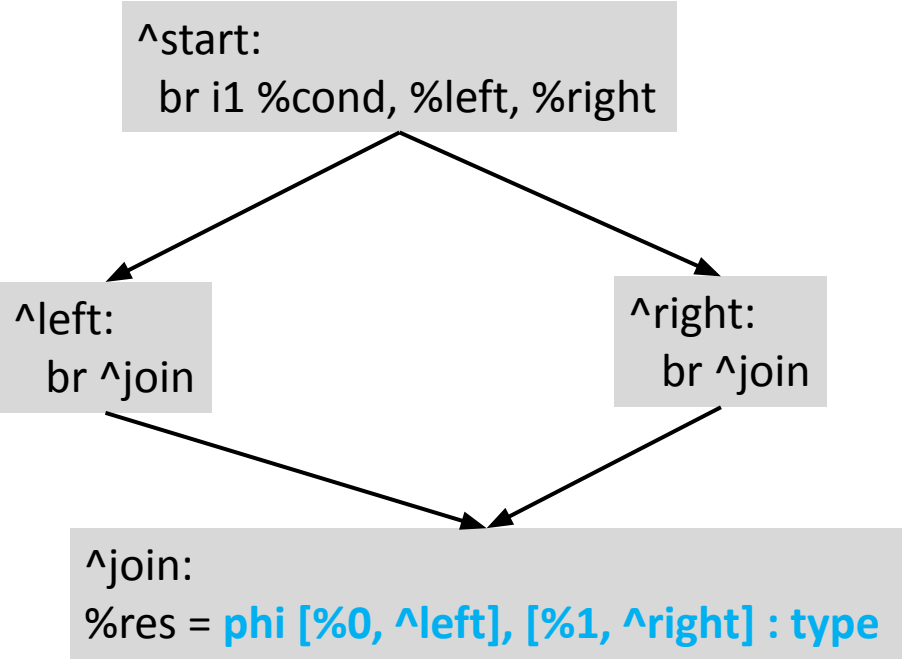 ^start:
br i1 %cond, %left, %right
^left:
br ^join
^right:
br ^join
^join:
%res = phi [%0, ^left], [%1, ^right] : type